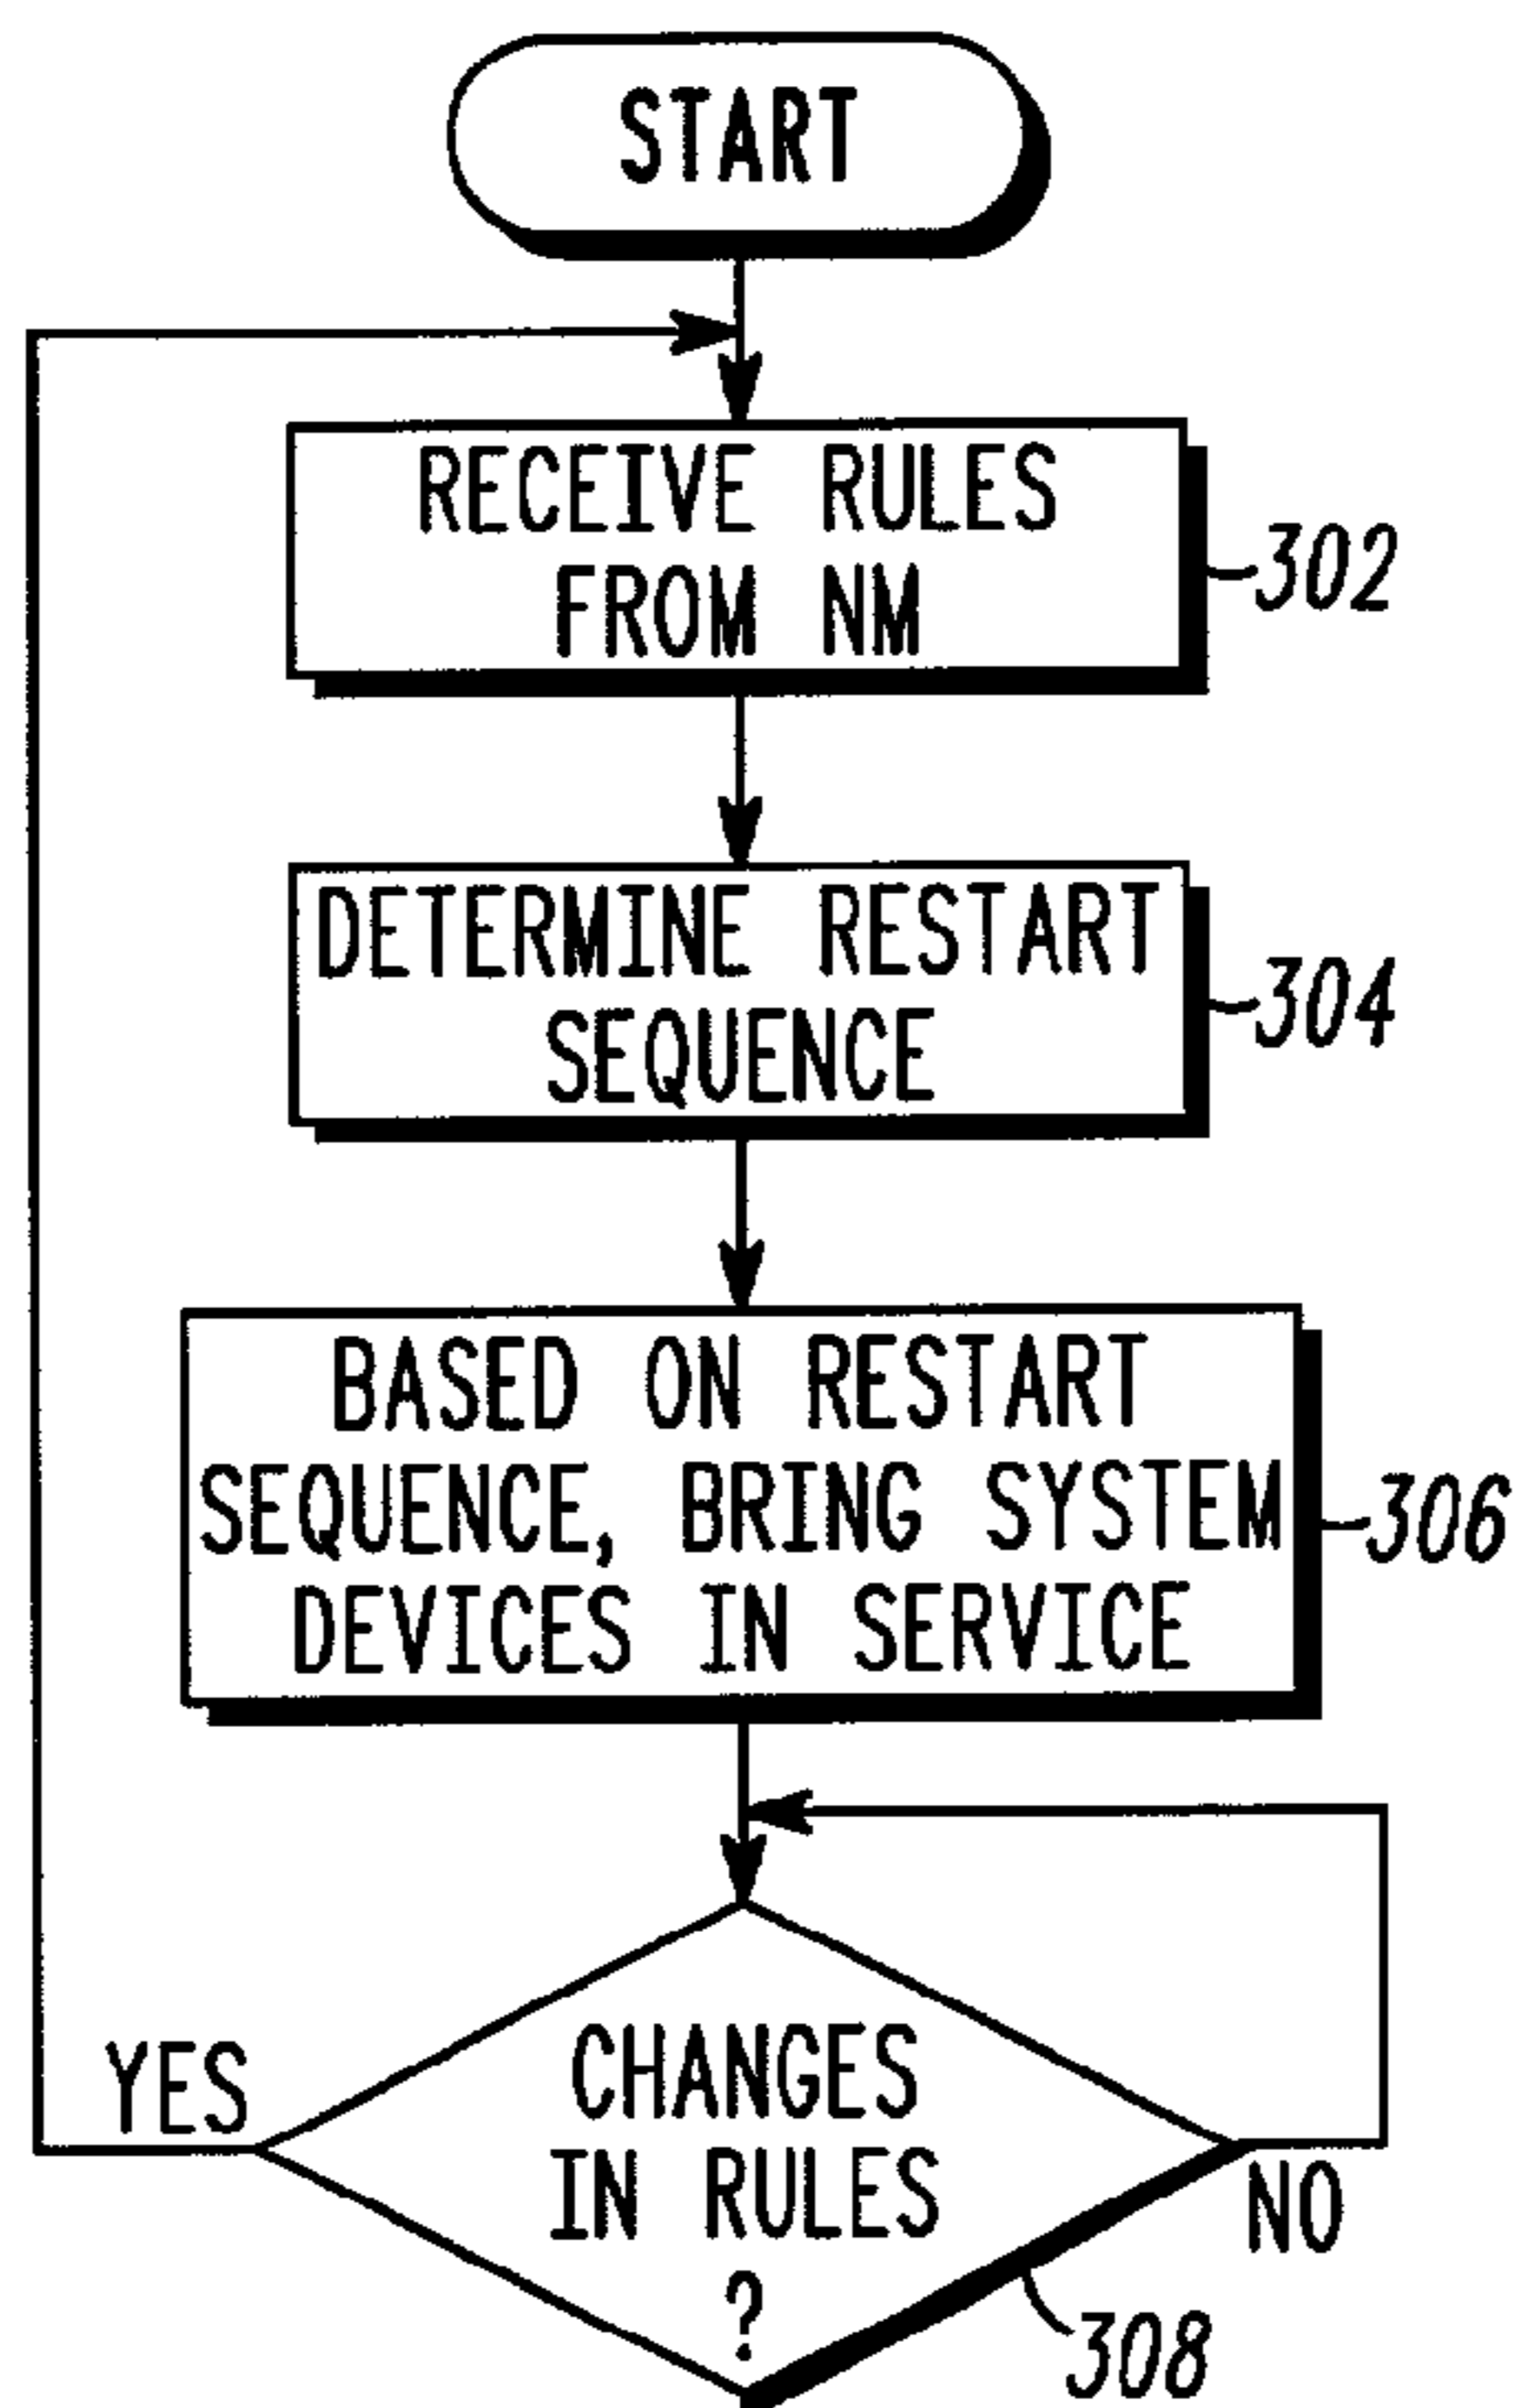 START
RECEIVE RULES
FROM NM
302
DETERMINE RESTART
SEQUENCE
304
BASED ON RESTART
SEQUENCE, BRING SYSTEM
DEVICES IN SERVICE
306
YES
CHANGES
IN RULES
?
NO
308